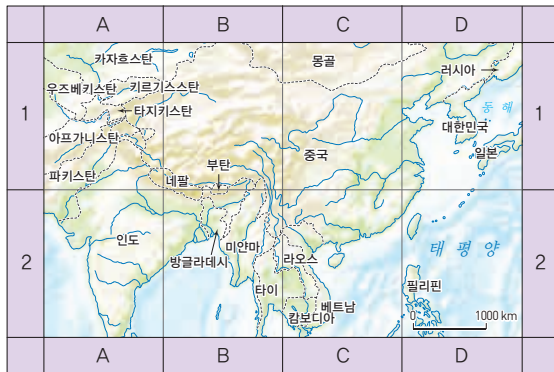 A B C D
카자흐스탄
몽골
러시아
우즈베키스탄
키르기스스탄
1
타지키스탄
동해
1
대한민국
아프가니스탄
중국
일본
부탄
파키스탄
네팔
인도
미얀마
라오스
태평양
2
방글라데시
2
타이
필리핀
베트남
캄보디아
0 1000 km
A B C D